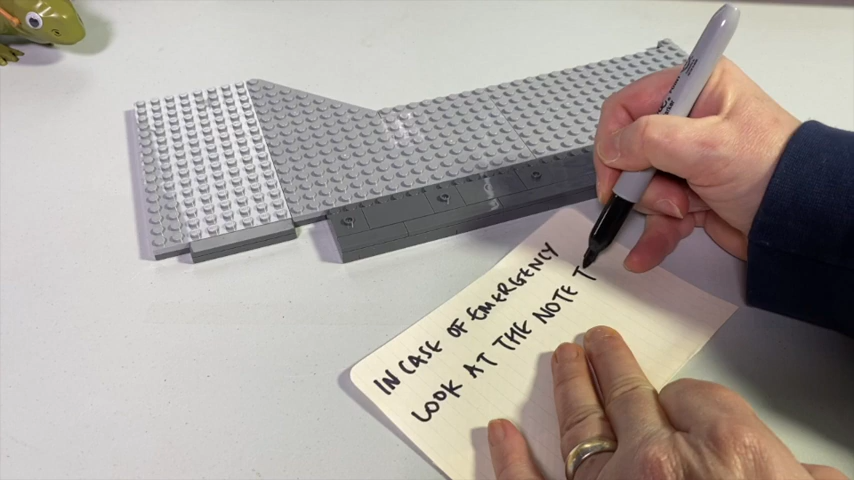 IN CASE OF EMERGENCY
LOOK AT THE NOTE T